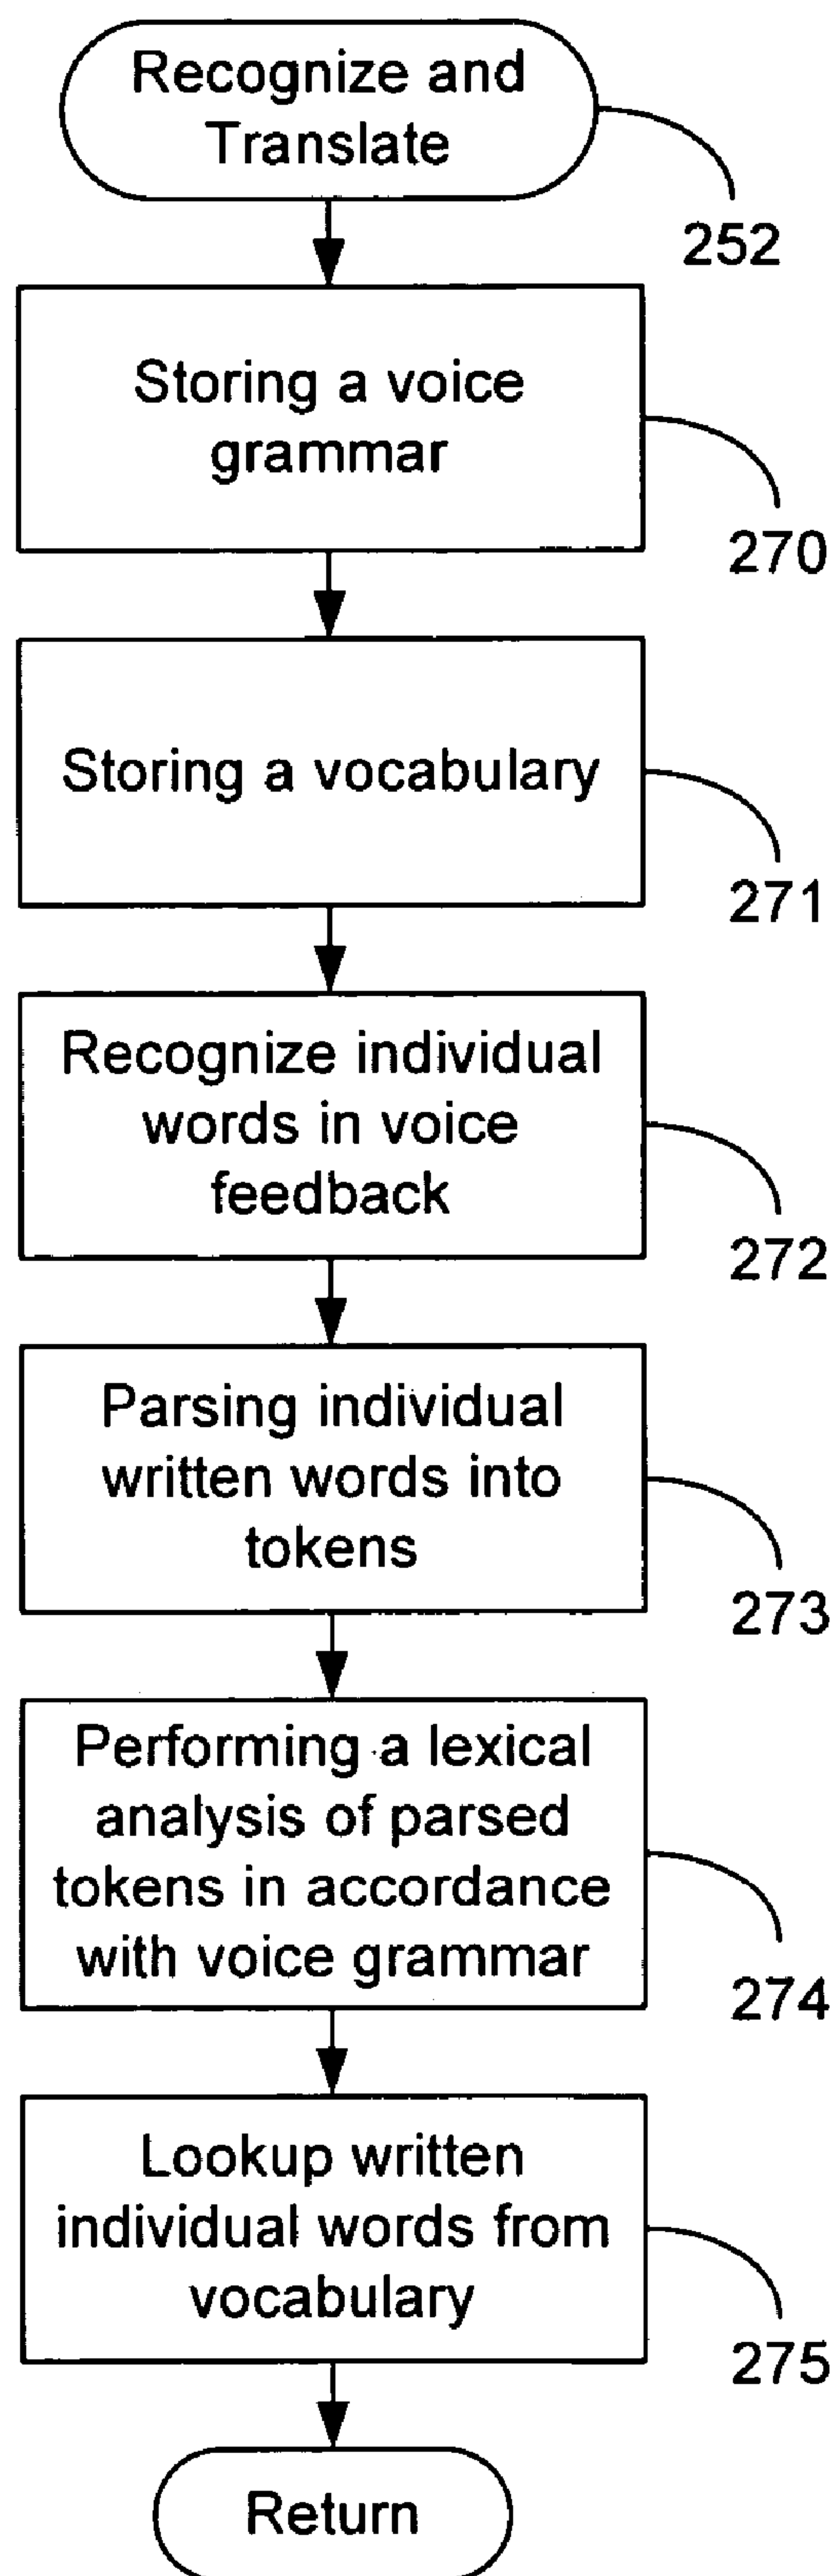 Recognize and
Translate
252
Storing a voice
grammar
270
Storing a vocabulary
271
Recognize individual
words in voice
feedback
272
Parsing individual
written words into
tokens
273
Performing a lexical
analysis of parsed
tokens in accordance
with voice grammar
274
Lookup written
individual words from
vocabulary
275
Return